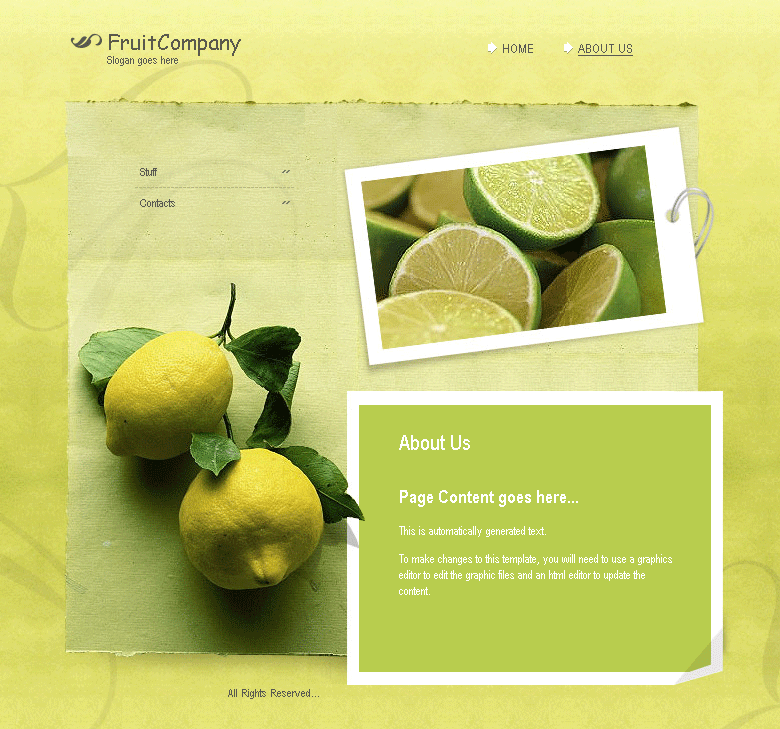 FruitCompany
Slogan goes here
HOME
ABOUT US
Stuff
Contacts
About Us
Page Content goes here...
This is automatically generated text.
To make changes to this template, you will need to use a graphics
editor to edit the graphic files and an html editor to update the
content.
All Rights Reserved...